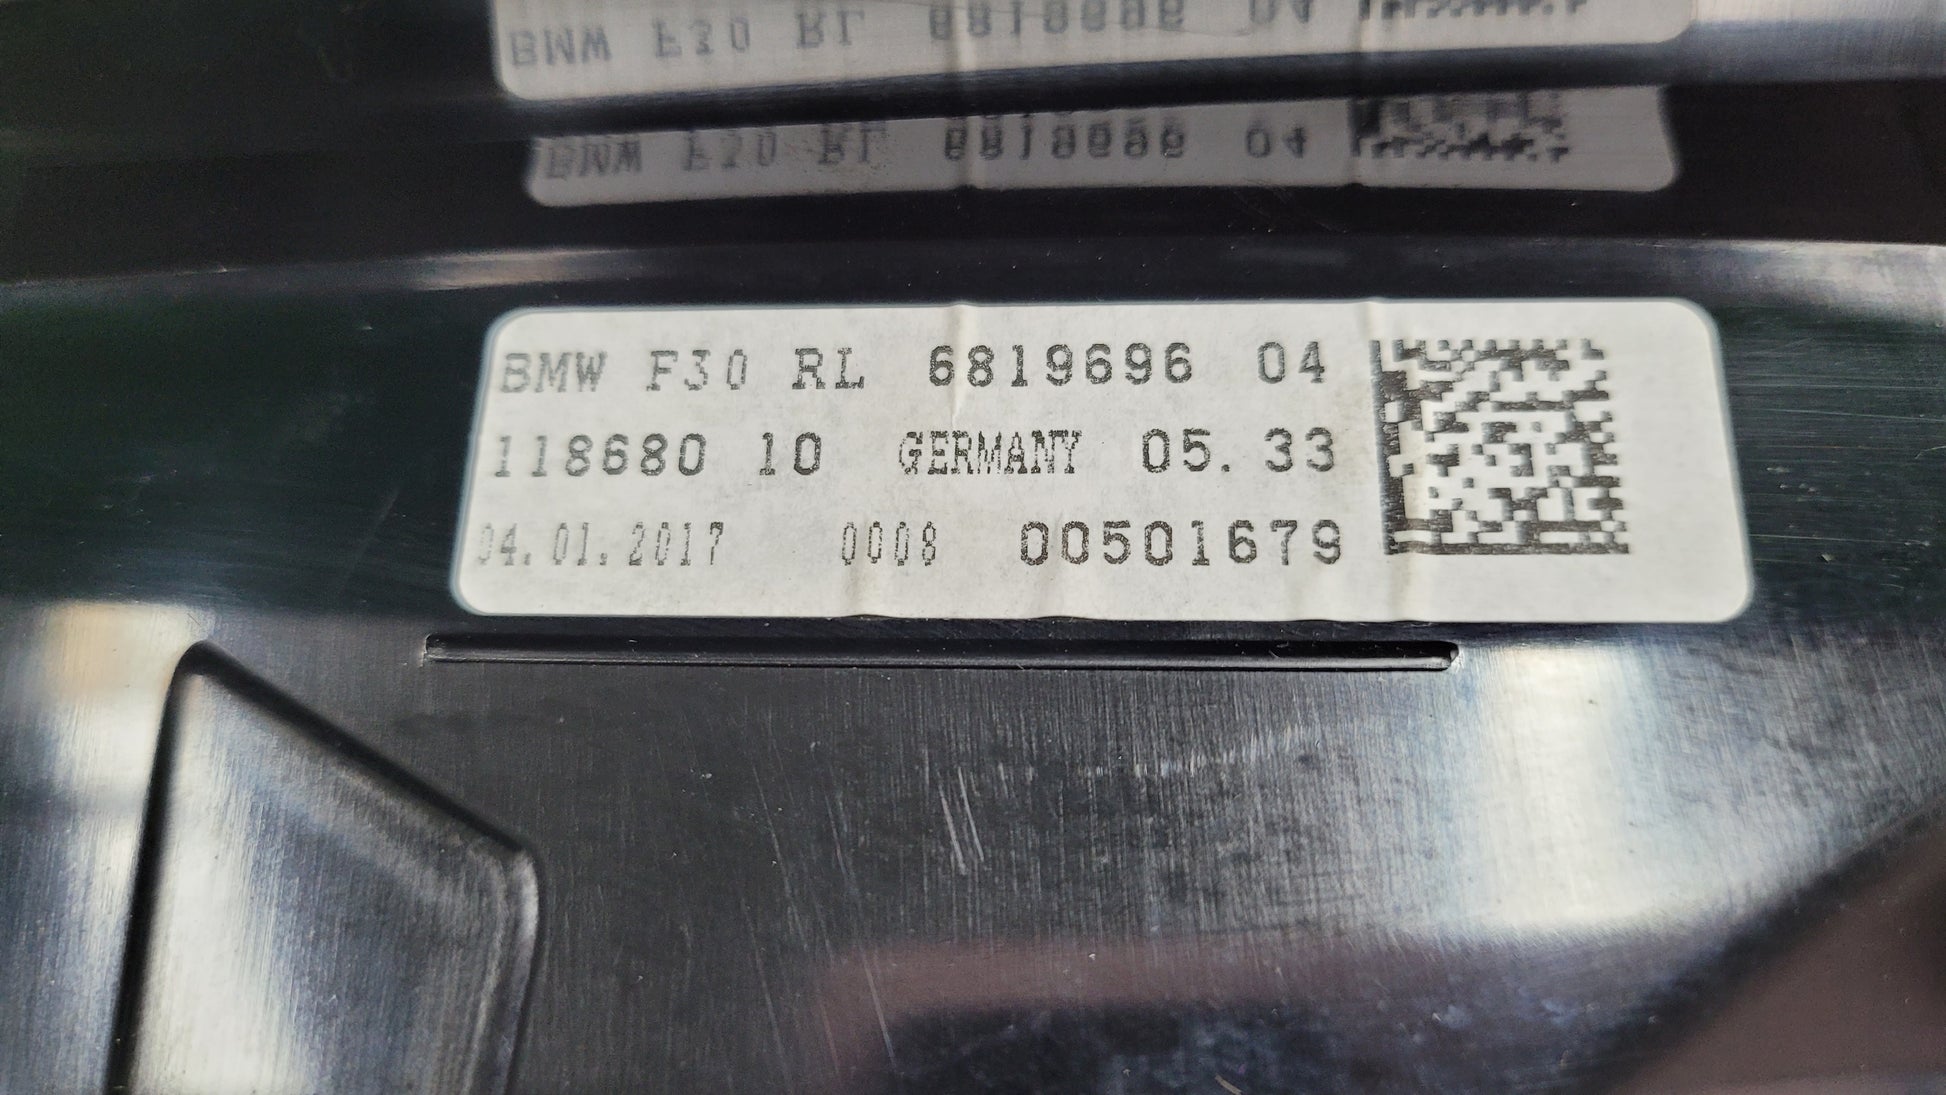 BMW F30 RL 6819696 04
118680 10 GERMANY 05.33
04.01.2017 0008 00501679